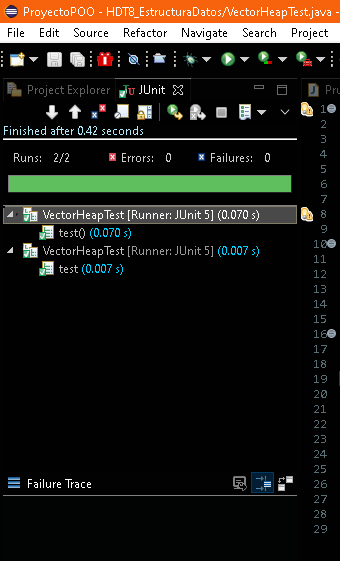 ProyectoPOO - HDT8_EstructuraDatos/VectorHeapTest.java -
File Edit Source Refactor Navigate Search Project
Project Explorer JUnit
Finished after 0.42 seconds
Runs: 2/2 Errors: 0 Failures: 0
VectorHeapTest [Runner: JUnit 5] (0.070 s)
test() (0.070 s)
VectorHeapTest [Runner: JUnit 5] (0.007 s)
test (0.007 s)
Failure Trace
1
2
3
4
5
6
7
8
9
10
11
12
13
14
15
16
17
18
19
20
21
22
23
24
25
26
27
28
29